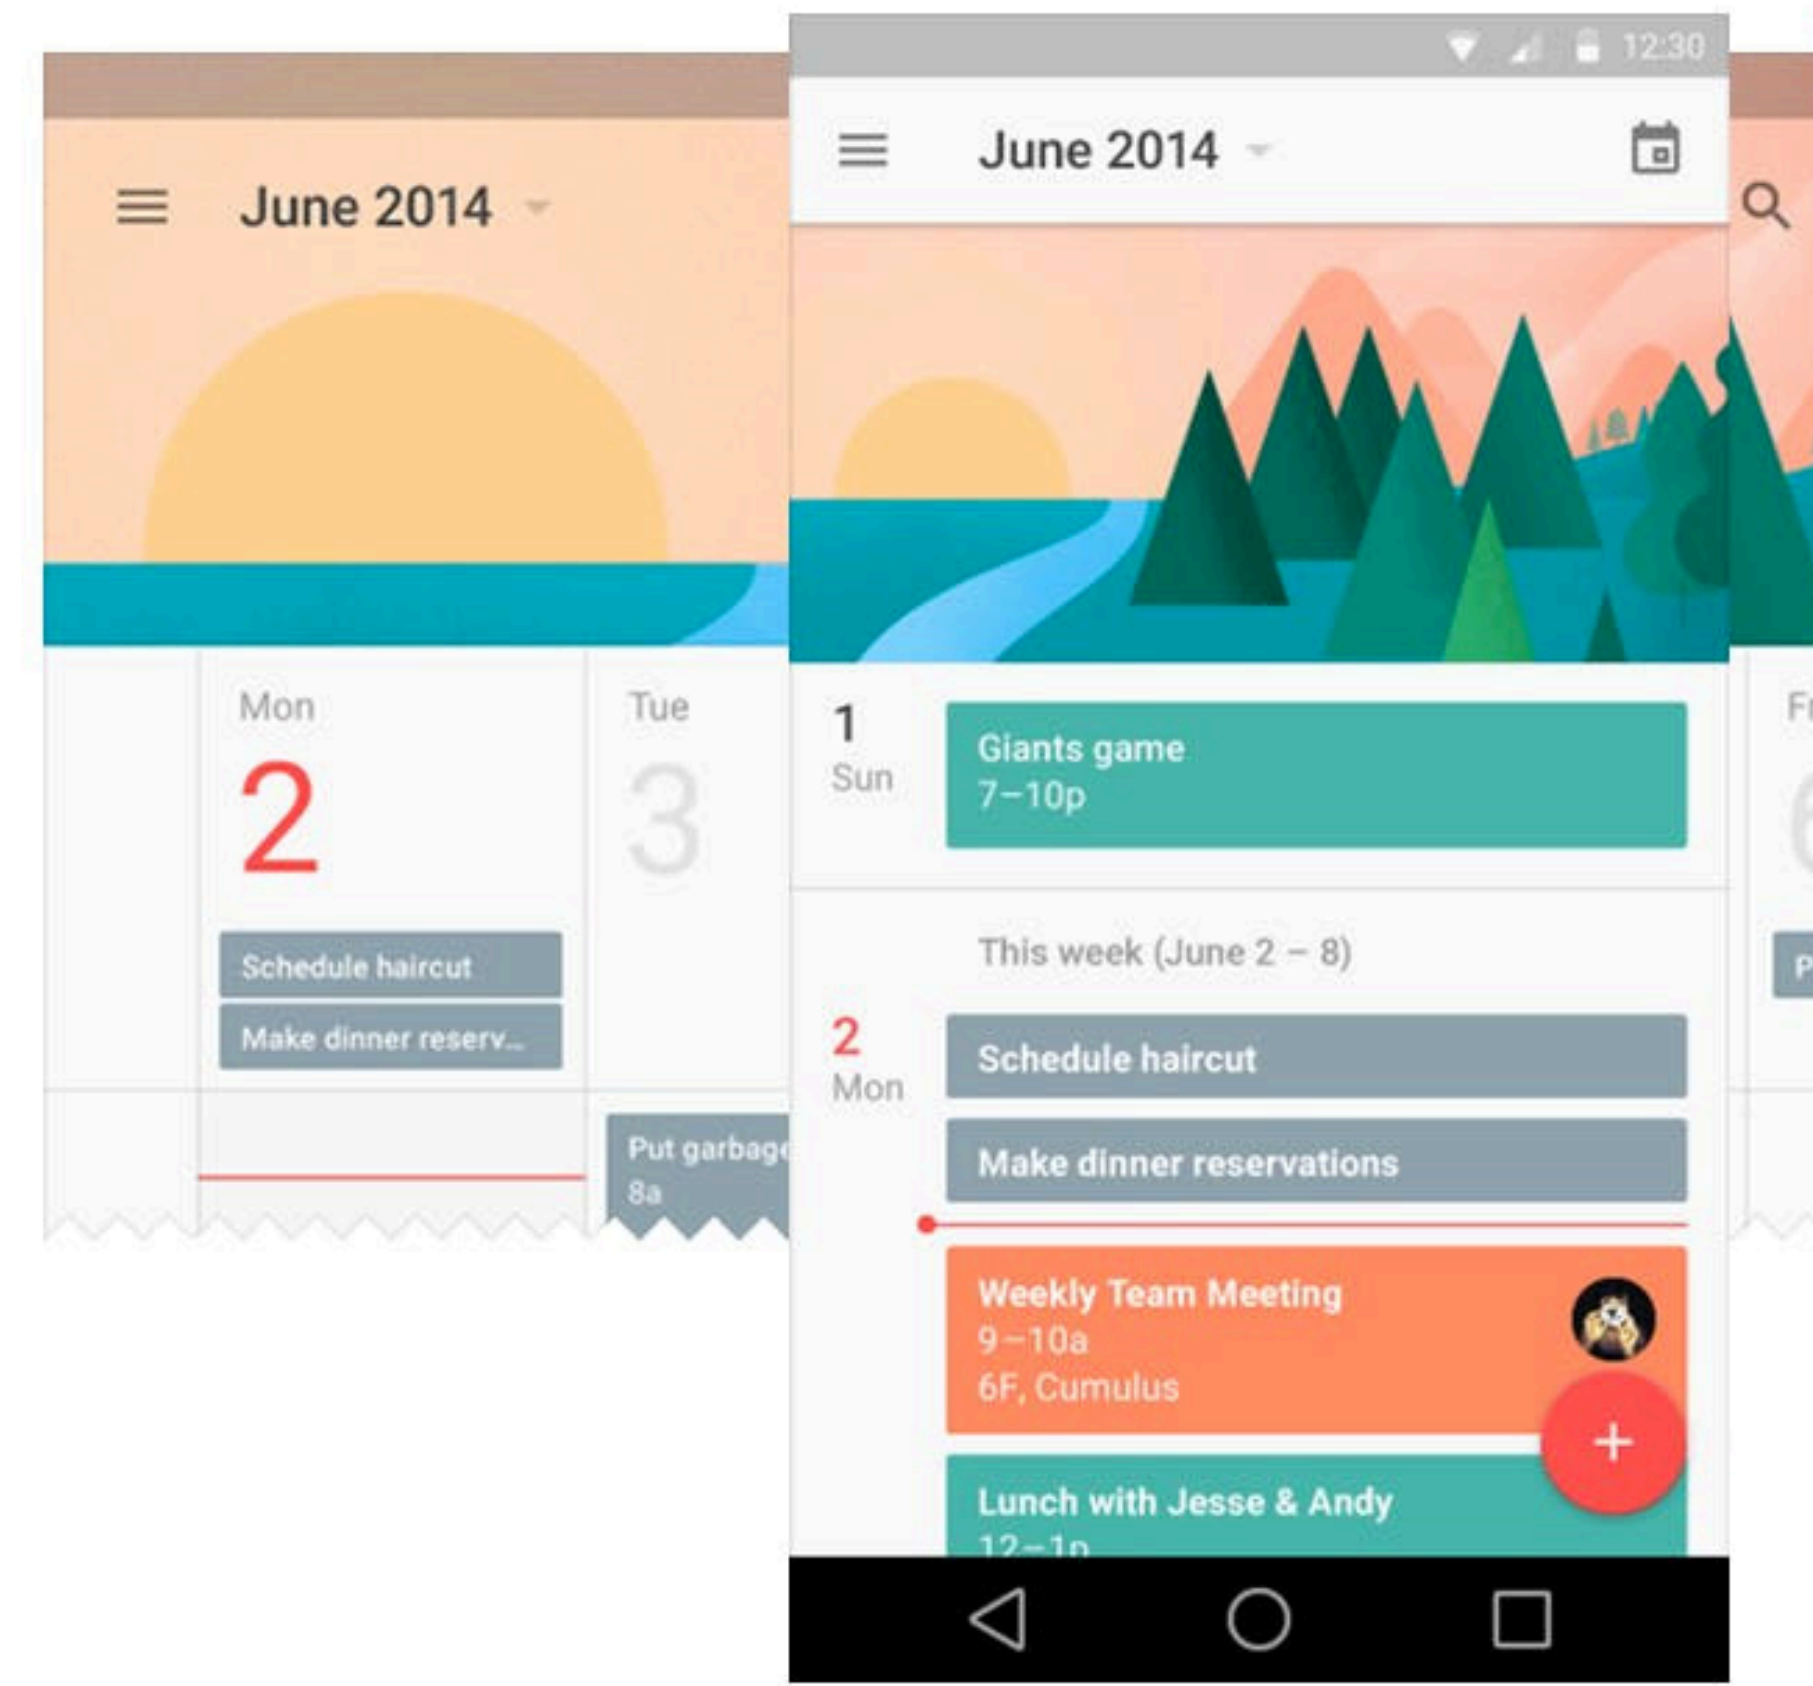 June 2014
Mon
2
Tue
3
Schedule haircut
Make dinner reserv...
Put garbage
8a
12:30
June 2014
1
Sun
Giants game
7–10p
This week (June 2 – 8)
2
Mon
Schedule haircut
Make dinner reservations
Weekly Team Meeting
9–10a
6F, Cumulus
Lunch with Jesse & Andy
12–1p
+